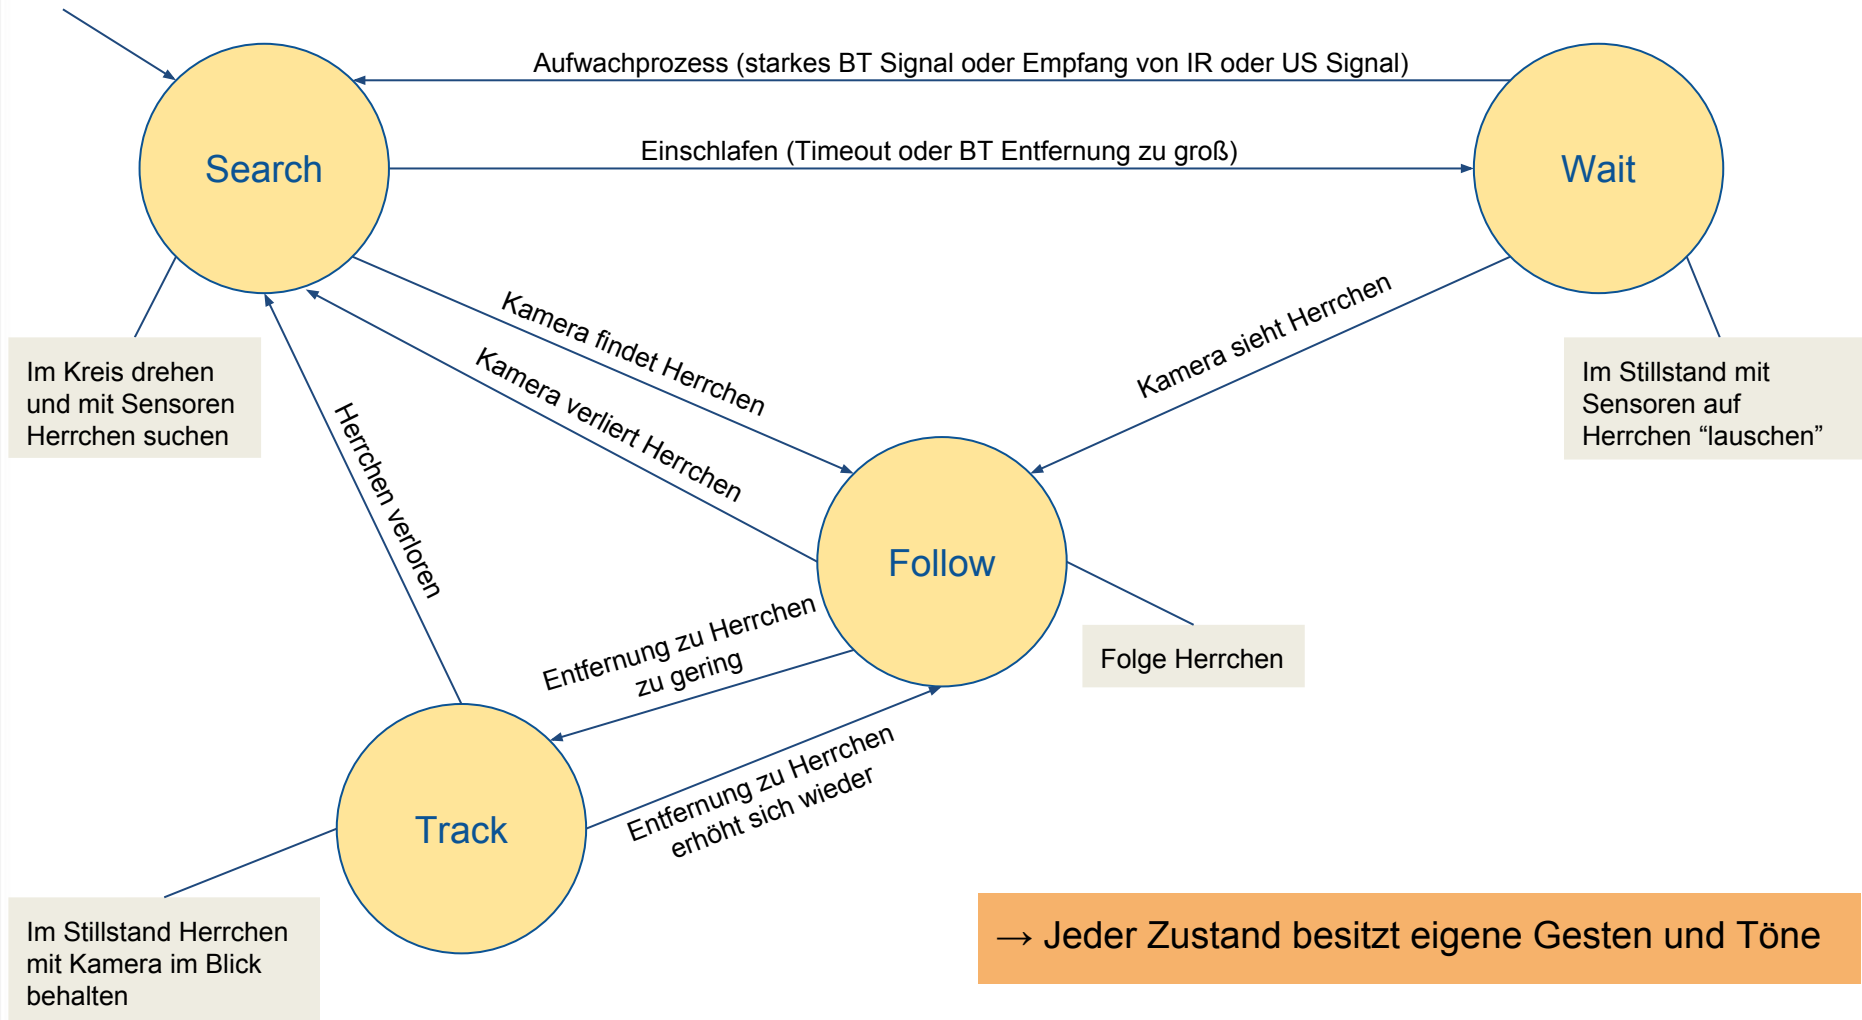 Aufwachprozess (starkes BT Signal oder Empfang von IR oder US Signal)
Einschlafen (Timeout oder BT Entfernung zu groß)
Search
Wait
Kamera findet Herrchen
Kamera verliert Herrchen
Kamera sieht Herrchen
Im Kreis drehen
und mit Sensoren
Herrchen suchen
Im Stillstand mit
Sensoren auf
Herrchen “lauschen”
Herrchen verloren
Follow
Entfernung zu Herrchen
zu gering
Folge Herrchen
Entfernung zu Herrchen
erhöht sich wieder
Track
Im Stillstand Herrchen
mit Kamera im Blick
behalten
→ Jeder Zustand besitzt eigene Gesten und Töne